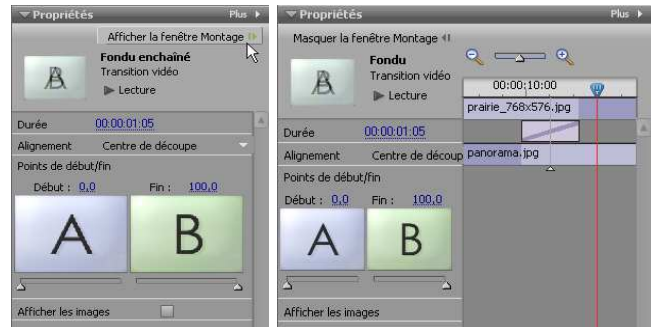 Propriétés Plus
Afficher la fenêtre Montage
Fondu enchaîné
Transition vidéo
Lecture
A
Durée 00:00:01:05
Alignement Centre de découpe
Points de début/fin
Début : 0,0 Fin : 100,0
A B
Afficher les images
Propriétés Plus
Masquer la fenêtre Montage
Fondu
Transition vidéo
Lecture
A
00:00:10:00
prairie_768x576.jpg
Durée 00:00:01:05
Alignement Centre de découp
panorama.jpg
Points de début/fin
Début : 0,0 Fin : 100,0
A B
Afficher les images